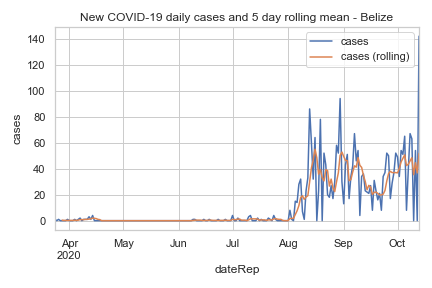 New COVID-19 daily cases and 5 day rolling mean - Belize
cases
cases (rolling)
140
120
100
80
60
40
20
0
cases
Apr
2020
May
Jun
Jul
Aug
Sep
Oct
dateRep